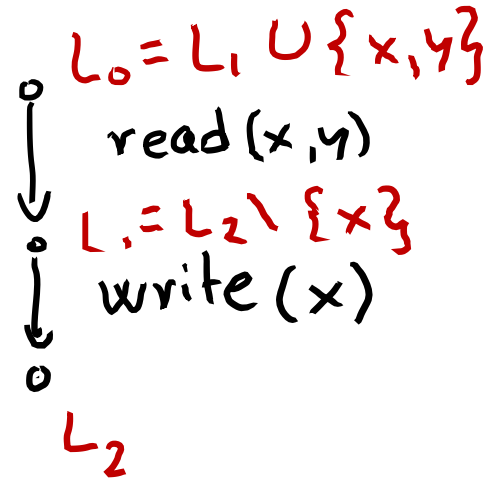 L₀ = L₁ ∪ {x, y}
read (x, y)
L₁ = L₂ \ {x}
write (x)
L₂